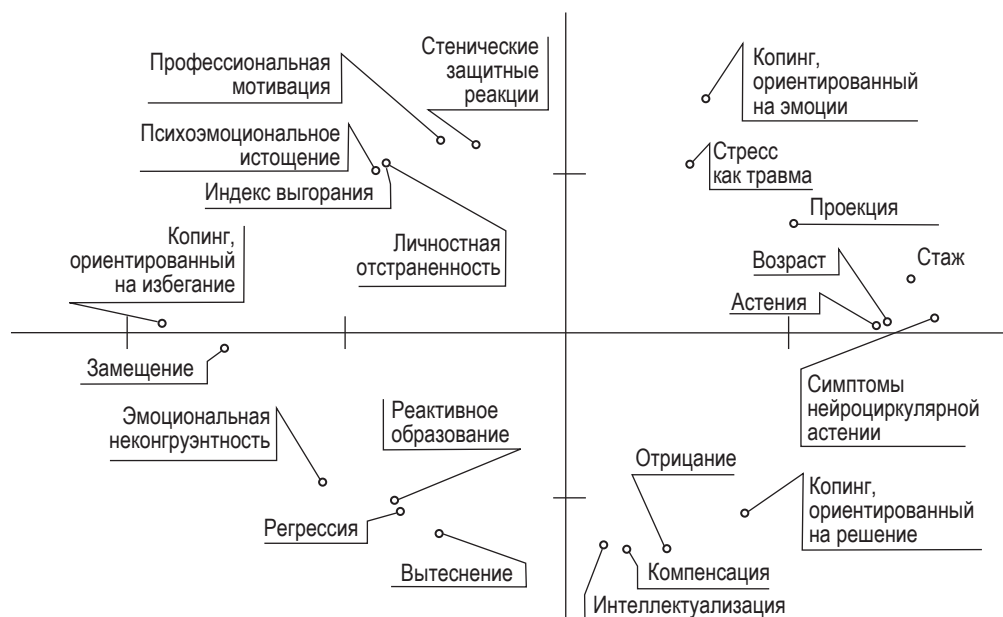 Профессиональная
мотивация
Стенические
защитные
реакции
Копинг,
ориентированный
на эмоции
Психоэмоциональное
истощение
Индекс выгорания
Стресс
как травма
Проекция
Копинг,
ориентированный
на избегание
Личностная
отстраненность
Возраст
Стаж
Астения
Замещение
Симптомы
нейроциркулярной
астении
Эмоциональная
неконгруэнтность
Реактивное
образование
Отрицание
Копинг,
ориентированный
на решение
Регрессия
Вытеснение
Компенсация
Интеллектуализация